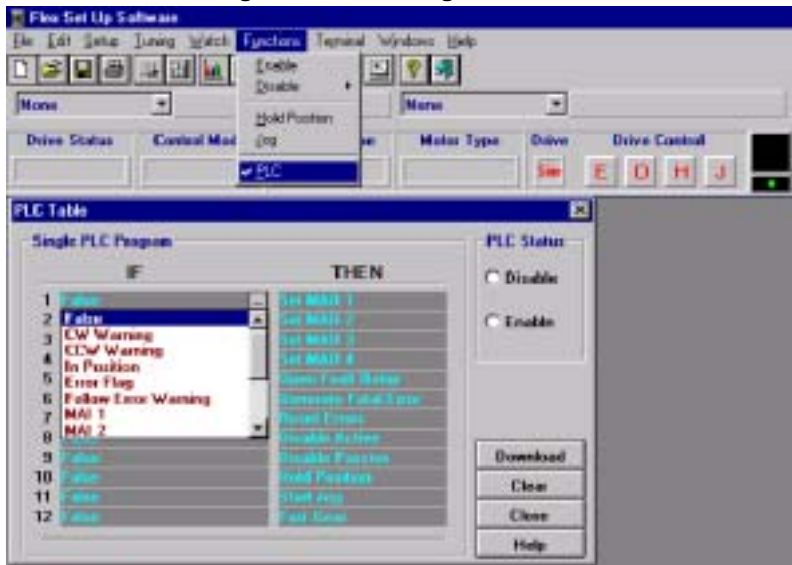 Flex Set Up Software
File Edit Setup Tuning Watch Functions Terminal Windows Help
Enable
Disable
Hold Position
Jog
PLC
None None
Drive Status Control Mod Motor Type Drive Drive Control
Sim E D H J
PLC Table
Single PLC Program PLC Status
IF THEN
Disable
Enable
1 False Set MAO 1
2 False Set MAO 2
3 CW Warning Set MAO 3
4 CCW Warning Set MAO 4
5 In Position
Error Flag
6 Follow Error Warning
7 MAI 1 Reset Errors
8 MAI 2 Disable Active
9 False Disable Passive
10 False Hold Position
11 False Start Jog
12 False
Download
Clear
Close
Help